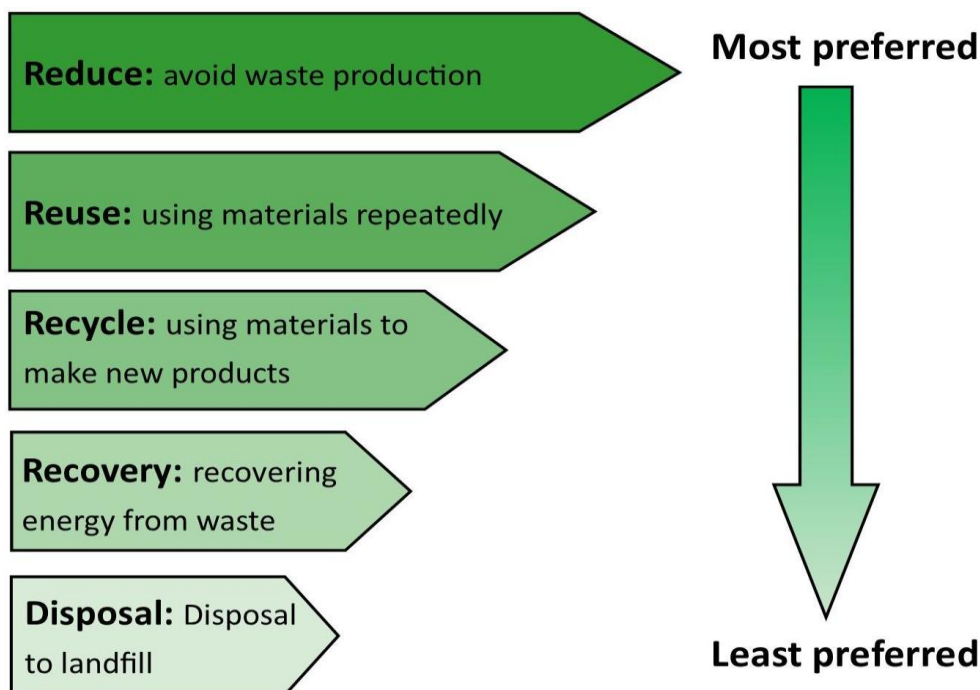 Reduce: avoid waste production
Most preferred
Reuse: using materials repeatedly
Recycle: using materials to
make new products
Recovery: recovering
energy from waste
Disposal: Disposal
to landfill
Least preferred